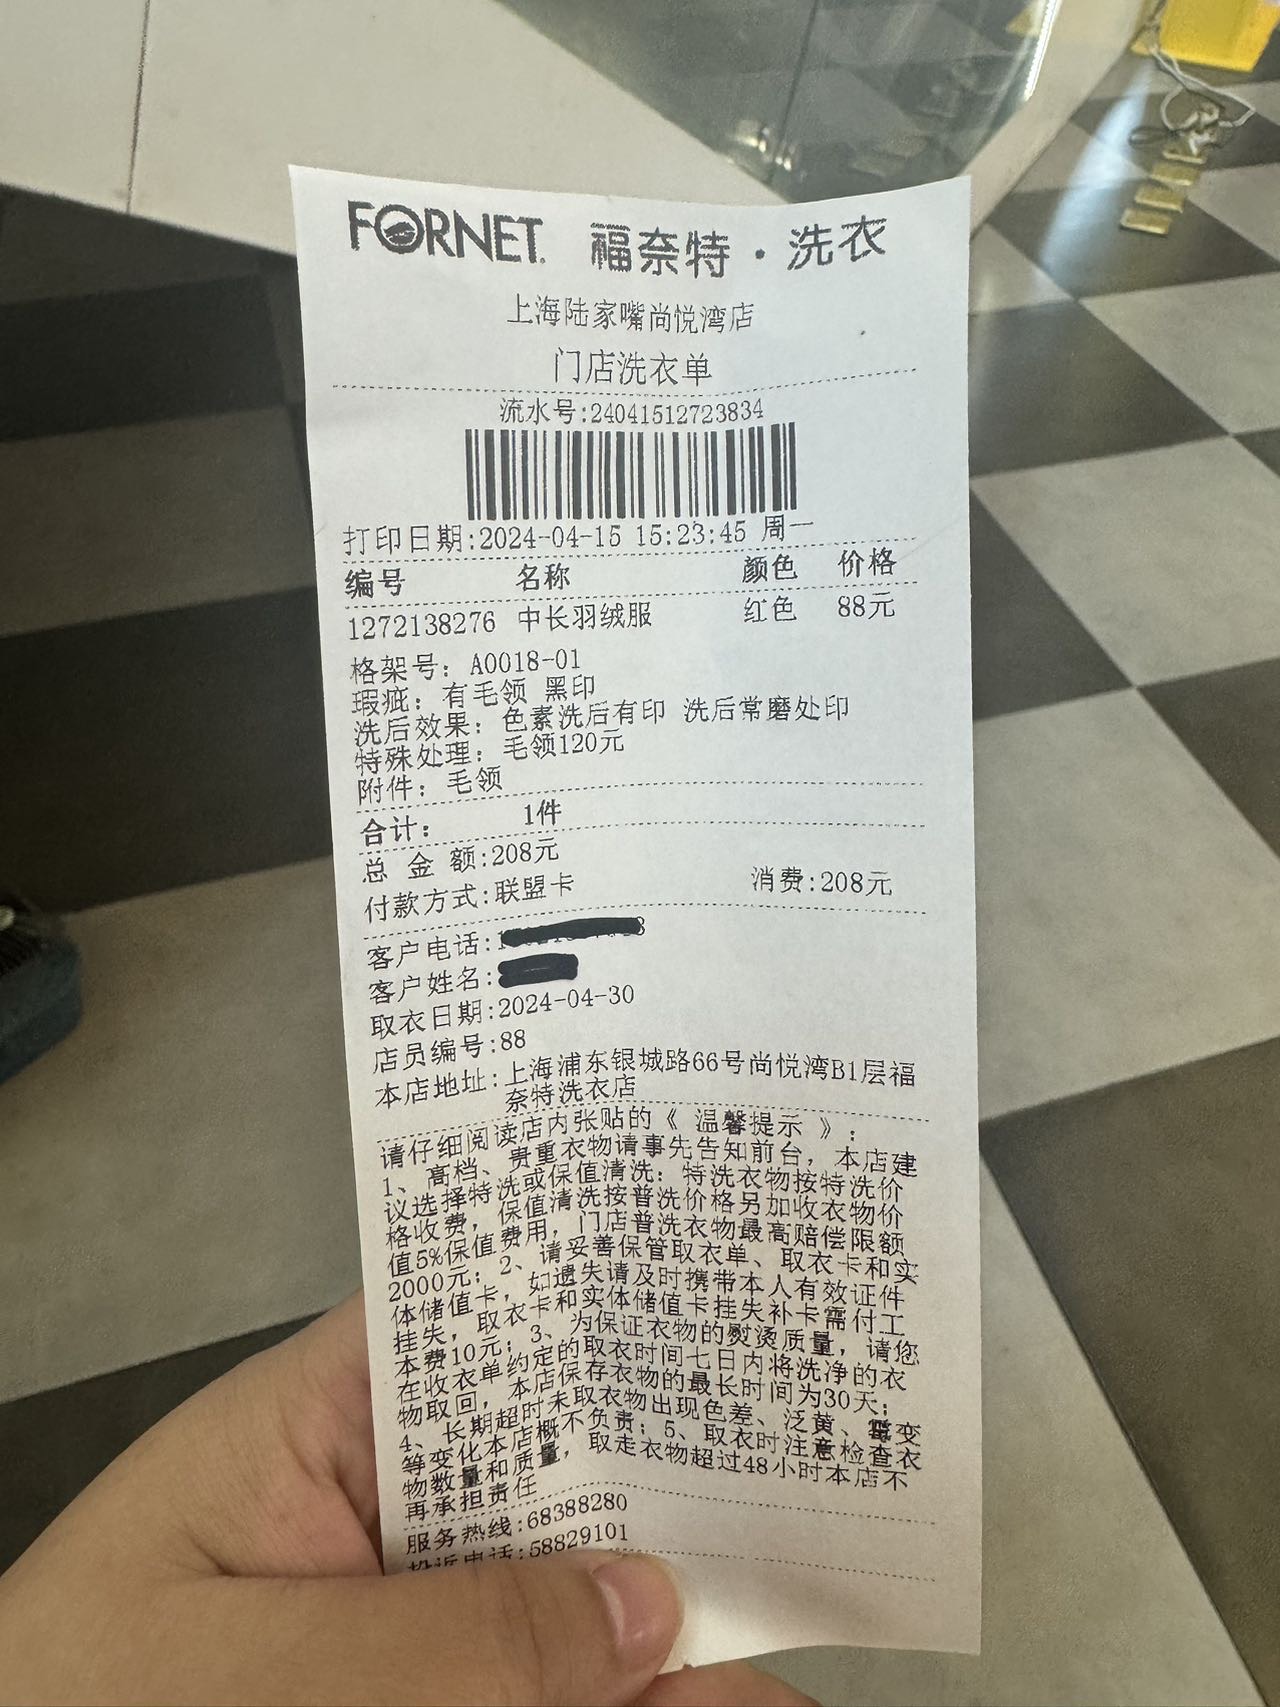 FORNET 福奈特·洗衣
上海陆家嘴尚悦湾店
门店洗衣单
流水号:24041512723834
打印日期:2024-04-15 15:23:45 周一
编号 名称 颜色 价格
1272138276 中长羽绒服 红色 88元
格架号: A0018-01
瑕疵: 有毛领 黑印
洗后效果: 色素洗后有印 洗后常磨处印
特殊处理: 毛领120元
附件: 毛领
合计: 1件
总 金 额:208元
付款方式:联盟卡 消费:208元
客户电话:
客户姓名:
取衣日期:2024-04-30
店员编号:88
本店地址:上海浦东银城路66号尚悦湾B1层福
奈特洗衣店
请仔细阅读店内张贴的《 温馨提示 》:
1、高档、贵重衣物请事先告知前台,本店建
议选择特洗或保值清洗:特洗衣物按特洗价
格收费,保值清洗按普洗价格另加收衣物价
值5%保值费用,门店普洗衣物最高赔偿限额
2000元;2、请妥善保管取衣单、取衣卡和实
体储值卡,如遗失请及时携带本人有效证件
挂失,取衣卡和实体储值卡挂失补卡需付工
本费10元;3、为保证衣物的熨烫质量,请您
在收衣单约定的取衣时间七日内将洗净的衣
物取回,本店保存衣物的最长时间为30天;
4、长期超时未取衣物出现色差、泛黄、霉变
等变化本店概不负责;5、取衣时注意检查衣
物数量和质量,取走衣物超过48小时本店不
再承担责任
服务热线:68388280
投诉电话:58829101